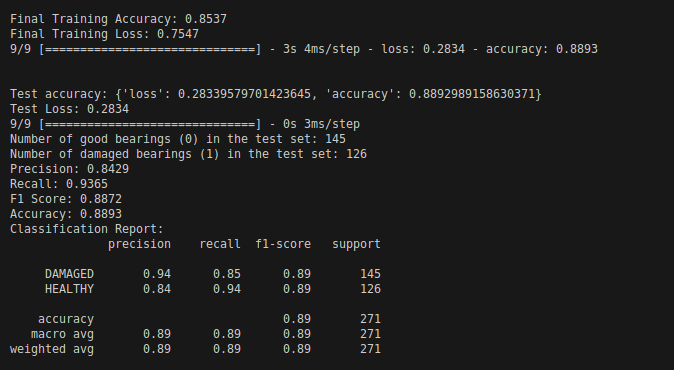 Final Training Accuracy: 0.8537
Final Training Loss: 0.7547
9/9 [==============================] - 3s 4ms/step - loss: 0.2834 - accuracy: 0.8893
Test accuracy: {'loss': 0.28339579701423645, 'accuracy': 0.8892989158630371}
Test Loss: 0.2834
9/9 [==============================] - 0s 3ms/step
Number of good bearings (0) in the test set: 145
Number of damaged bearings (1) in the test set: 126
Precision: 0.8429
Recall: 0.9365
F1 Score: 0.8872
Accuracy: 0.8893
Classification Report:
precision recall f1-score support
DAMAGED 0.94 0.85 0.89 145
HEALTHY 0.84 0.94 0.89 126
accuracy 0.89 271
macro avg 0.89 0.89 0.89 271
weighted avg 0.89 0.89 0.89 271